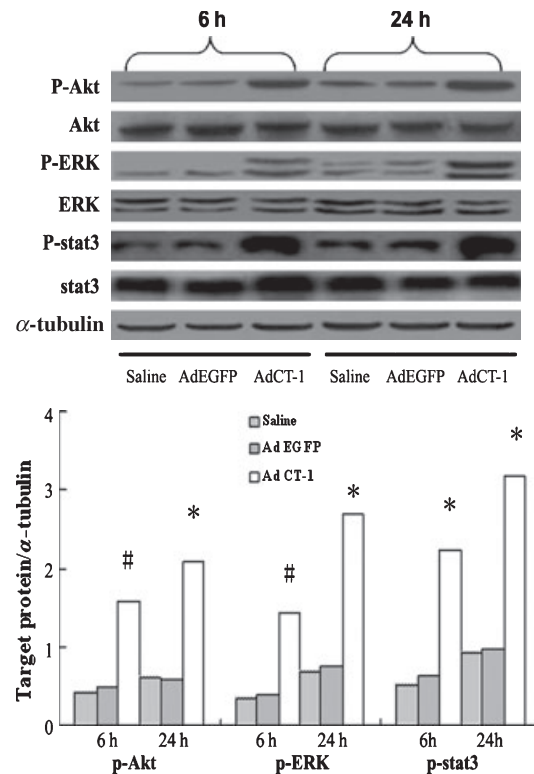 6 h 24 h
P-Akt
Akt
P-ERK
ERK
P-stat3
stat3
α-tubulin
Saline AdEGFP AdCT-1 Saline AdEGFP AdCT-1
Target protein/α-tubulin
4
3
2
1
0
Saline
Ad EGFP
Ad CT-1
# * # * * *
6 h 24 h 6 h 24 h 6h 24h
p-Akt p-ERK p-stat3